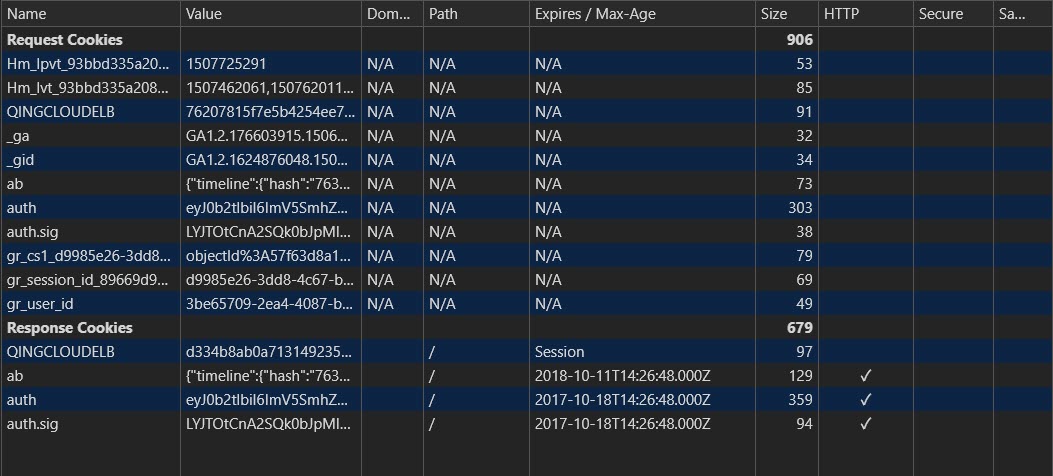 Name Value Dom... Path Expires / Max-Age Size HTTP Secure Sa...
Request Cookies 906
Hm_lpvt_93bbd335a20... 1507725291 N/A N/A N/A 53
Hm_lvt_93bbd335a208... 1507462061,150762011... N/A N/A N/A 85
QINGCLOUDELB 76207815f7e5b4254ee7... N/A N/A N/A 91
_ga GA1.2.176603915.1506... N/A N/A N/A 32
_gid GA1.2.1624876048.150... N/A N/A N/A 34
ab {"timeline":{"hash":"763... N/A N/A N/A 73
auth eyJ0b2tlbiI6ImV5SmhZ... N/A N/A N/A 303
auth.sig LYJTOtCnA2SQk0bJpMI... N/A N/A N/A 38
gr_cs1_d9985e26-3dd8... objectId%3A57f63d8a1... N/A N/A N/A 79
gr_session_id_89669d9... d9985e26-3dd8-4c67-b... N/A N/A N/A 69
gr_user_id 3be65709-2ea4-4087-b... N/A N/A N/A 49
Response Cookies 679
QINGCLOUDELB d334b8ab0a713149235... / Session 97
ab {"timeline":{"hash":"763... / 2018-10-11T14:26:48.000Z 129 ✓
auth eyJ0b2tlbiI6ImV5SmhZ... / 2017-10-18T14:26:48.000Z 359 ✓
auth.sig LYJTOtCnA2SQk0bJpMI... / 2017-10-18T14:26:48.000Z 94 ✓